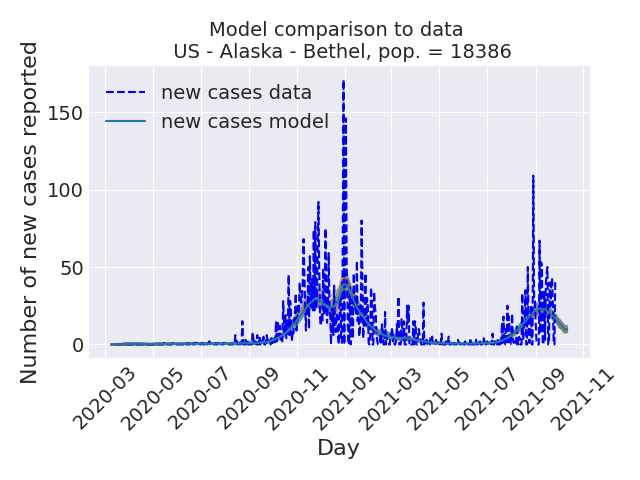 Model comparison to data
US - Alaska - Bethel, pop. = 18386
Number of new cases reported
150
100
50
0
new cases data
new cases model
2020-03
2020-05
2020-07
2020-09
2020-11
2021-01
2021-03
2021-05
2021-07
2021-09
2021-11
Day